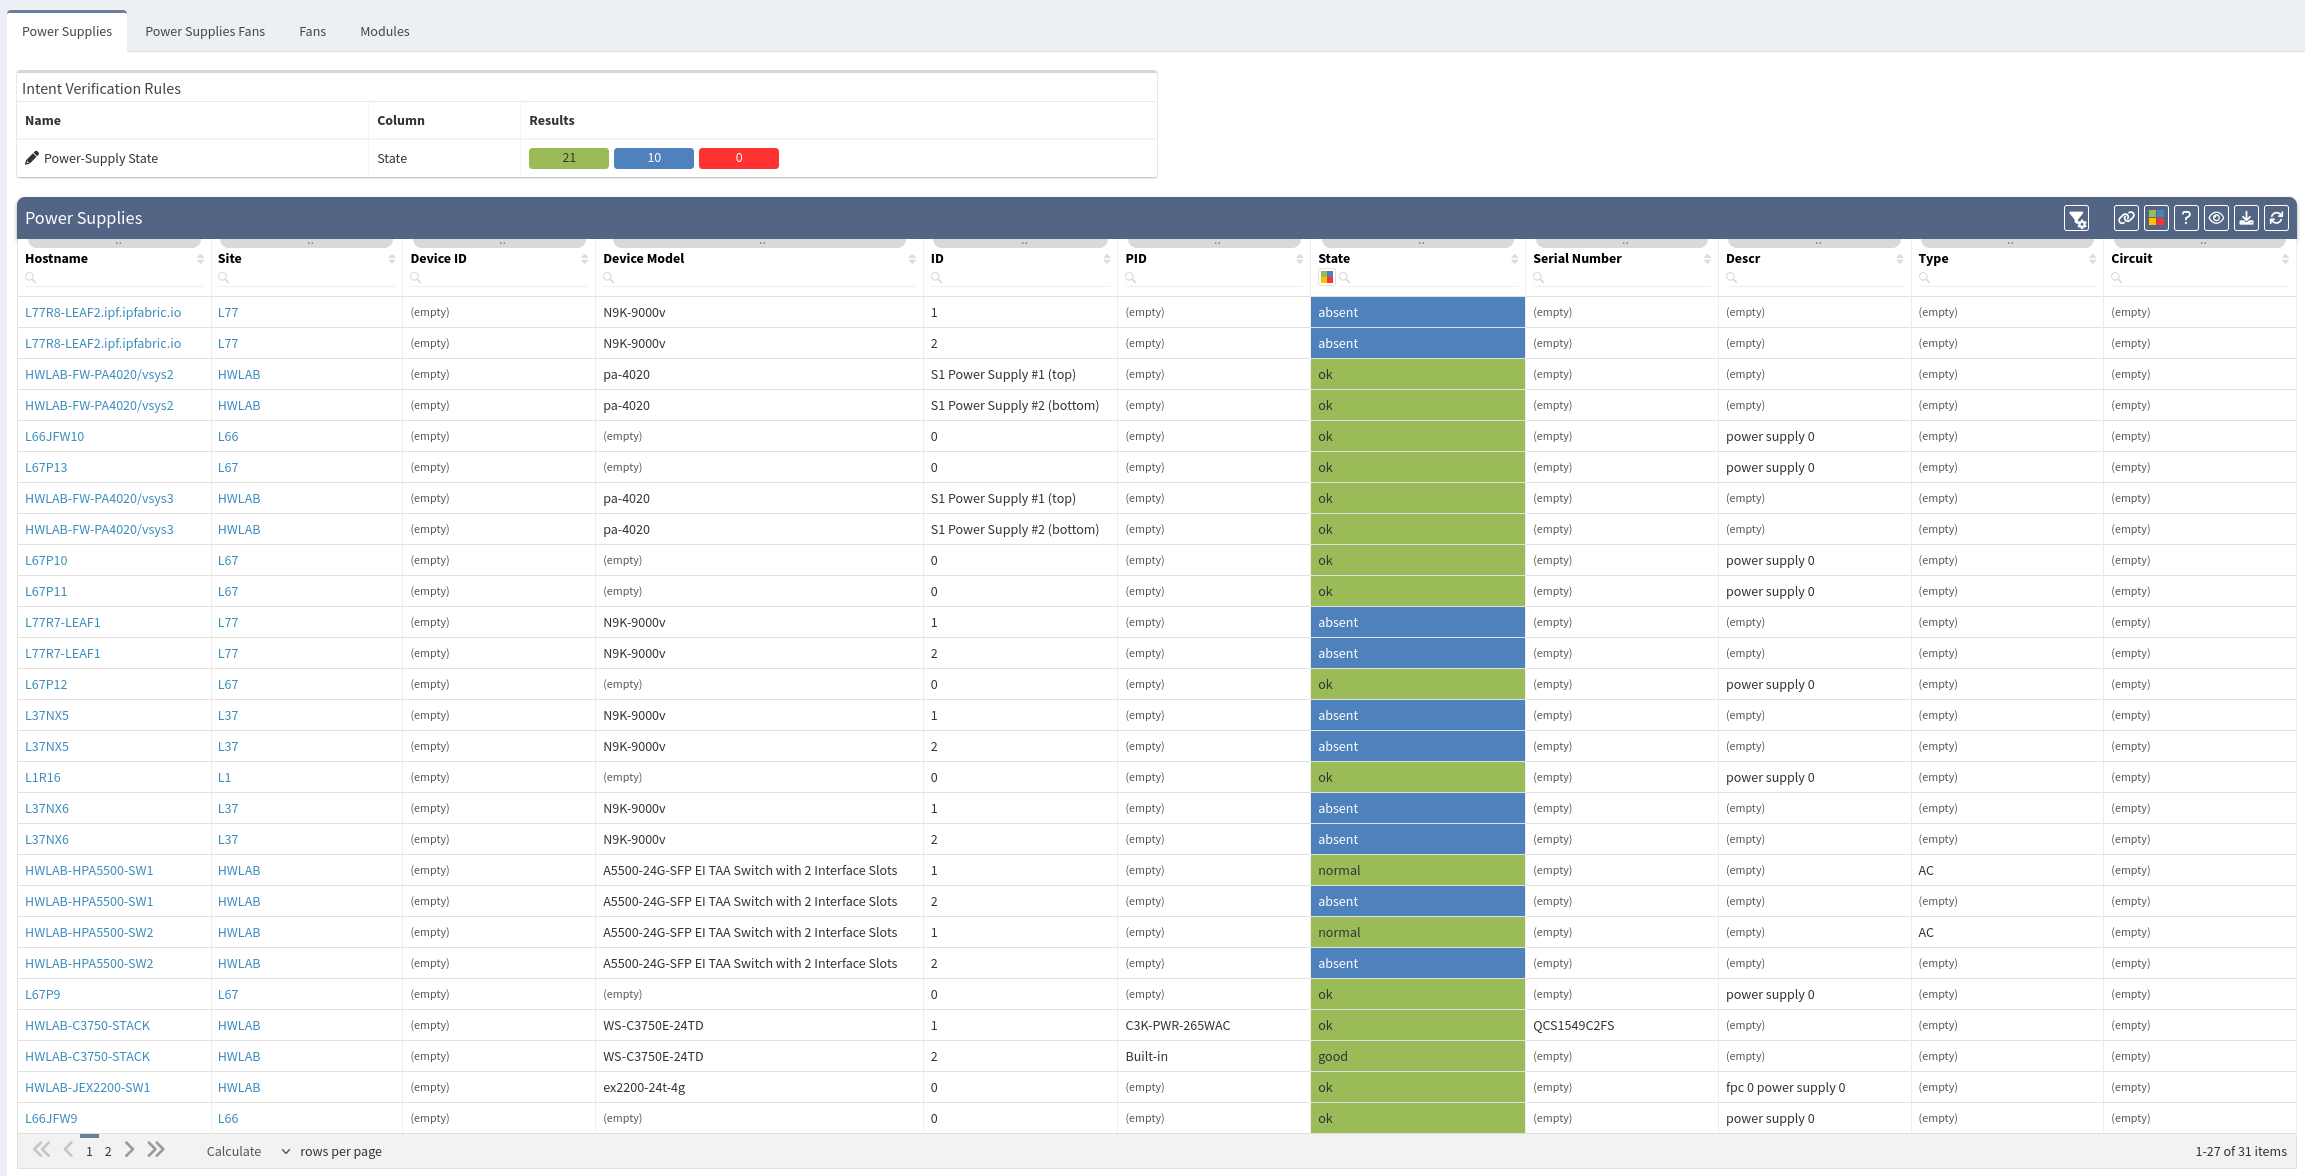 Power Supplies Power Supplies Fans Fans Modules
Intent Verification Rules
Name Column Results
Power-Supply State State 21 10 0
Power Supplies ?
Hostname Site Device ID Device Model ID PID State Serial Number Descr Type Circuit
L77R8-LEAF2.ipf.ipfabric.io L77 (empty) N9K-9000v 1 (empty) absent (empty) (empty) (empty) (empty)
L77R8-LEAF2.ipf.ipfabric.io L77 (empty) N9K-9000v 2 (empty) absent (empty) (empty) (empty) (empty)
HWLAB-FW-PA4020/vsys2 HWLAB (empty) pa-4020 S1 Power Supply #1 (top) (empty) ok (empty) (empty) (empty) (empty)
HWLAB-FW-PA4020/vsys2 HWLAB (empty) pa-4020 S1 Power Supply #2 (bottom) (empty) ok (empty) (empty) (empty) (empty)
L66JFW10 L66 (empty) (empty) 0 (empty) ok (empty) power supply 0 (empty) (empty)
L67P13 L67 (empty) (empty) 0 (empty) ok (empty) power supply 0 (empty) (empty)
HWLAB-FW-PA4020/vsys3 HWLAB (empty) pa-4020 S1 Power Supply #1 (top) (empty) ok (empty) (empty) (empty) (empty)
HWLAB-FW-PA4020/vsys3 HWLAB (empty) pa-4020 S1 Power Supply #2 (bottom) (empty) ok (empty) (empty) (empty) (empty)
L67P10 L67 (empty) (empty) 0 (empty) ok (empty) power supply 0 (empty) (empty)
L67P11 L67 (empty) (empty) 0 (empty) ok (empty) power supply 0 (empty) (empty)
L77R7-LEAF1 L77 (empty) N9K-9000v 1 (empty) absent (empty) (empty) (empty) (empty)
L77R7-LEAF1 L77 (empty) N9K-9000v 2 (empty) absent (empty) (empty) (empty) (empty)
L67P12 L67 (empty) (empty) 0 (empty) ok (empty) power supply 0 (empty) (empty)
L37NX5 L37 (empty) N9K-9000v 1 (empty) absent (empty) (empty) (empty) (empty)
L37NX5 L37 (empty) N9K-9000v 2 (empty) absent (empty) (empty) (empty) (empty)
L1R16 L1 (empty) (empty) 0 (empty) ok (empty) power supply 0 (empty) (empty)
L37NX6 L37 (empty) N9K-9000v 1 (empty) absent (empty) (empty) (empty) (empty)
L37NX6 L37 (empty) N9K-9000v 2 (empty) absent (empty) (empty) (empty) (empty)
HWLAB-HPA5500-SW1 HWLAB (empty) A5500-24G-SFP EI TAA Switch with 2 Interface Slots 1 (empty) normal (empty) (empty) AC (empty)
HWLAB-HPA5500-SW1 HWLAB (empty) A5500-24G-SFP EI TAA Switch with 2 Interface Slots 2 (empty) absent (empty) (empty) (empty) (empty)
HWLAB-HPA5500-SW2 HWLAB (empty) A5500-24G-SFP EI TAA Switch with 2 Interface Slots 1 (empty) normal (empty) (empty) AC (empty)
HWLAB-HPA5500-SW2 HWLAB (empty) A5500-24G-SFP EI TAA Switch with 2 Interface Slots 2 (empty) absent (empty) (empty) (empty) (empty)
L67P9 L67 (empty) (empty) 0 (empty) ok (empty) power supply 0 (empty) (empty)
HWLAB-C3750-STACK HWLAB (empty) WS-C3750E-24TD 1 C3K-PWR-265WAC ok QCS1549C2FS (empty) (empty) (empty)
HWLAB-C3750-STACK HWLAB (empty) WS-C3750E-24TD 2 Built-in good (empty) (empty) (empty) (empty)
HWLAB-JEX2200-SW1 HWLAB (empty) ex2200-24t-4g 0 (empty) ok (empty) fpc 0 power supply 0 (empty) (empty)
L66JFW9 L66 (empty) (empty) 0 (empty) ok (empty) power supply 0 (empty) (empty)
1 2 Calculate rows per page 1-27 of 31 items